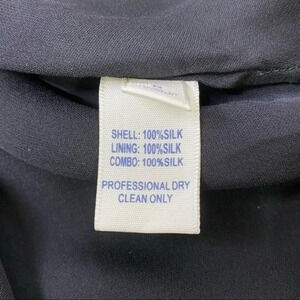 SHELL: 100%SILK
LINING: 100%SILK
COMBO: 100%SILK
PROFESSIONAL DRY
CLEAN ONLY